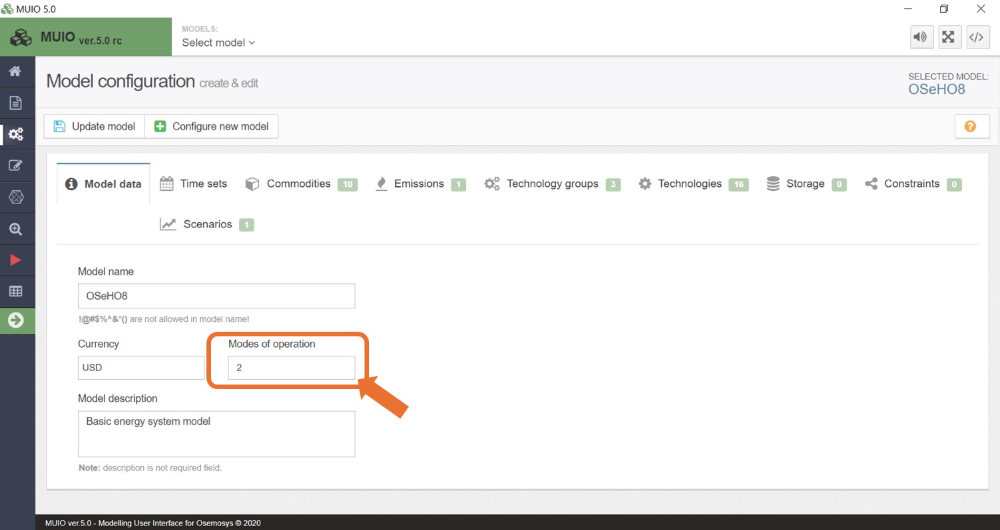 MUIO 5.0
MUIO ver.5.0 rc
MODELS:
Select model
Model configuration create & edit
SELECTED MODEL:
OSeHO8
Update model
Configure new model
Model data
Time sets
Commodities 10
Emissions 1
Technology groups 3
Technologies 16
Storage 0
Constraints 0
Scenarios 1
Model name
OSeHO8
!@#$%^&*() are not allowed in model name!
Currency
Modes of operation
USD
2
Model description
Basic energy system model
Note: description is not required field.
MUIO ver.5.0 - Modelling User Interface for Osemosys © 2020